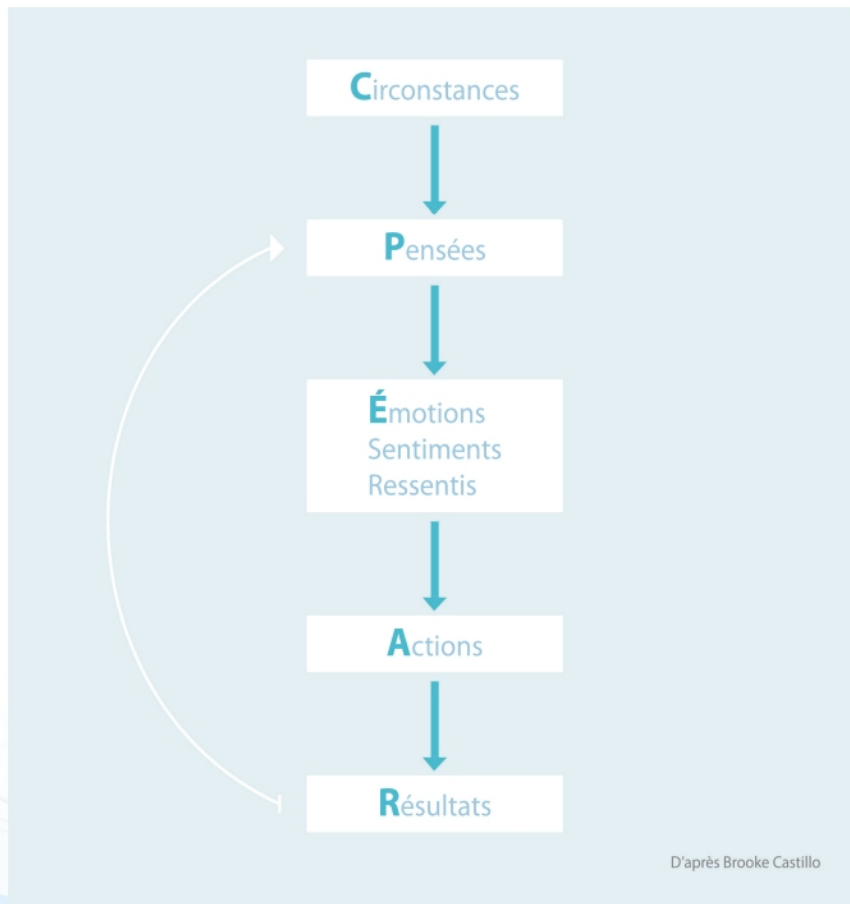 Circonstances
Pensées
Émotions
Sentiments
Ressentis
Actions
Résultats
D'après Brooke Castillo